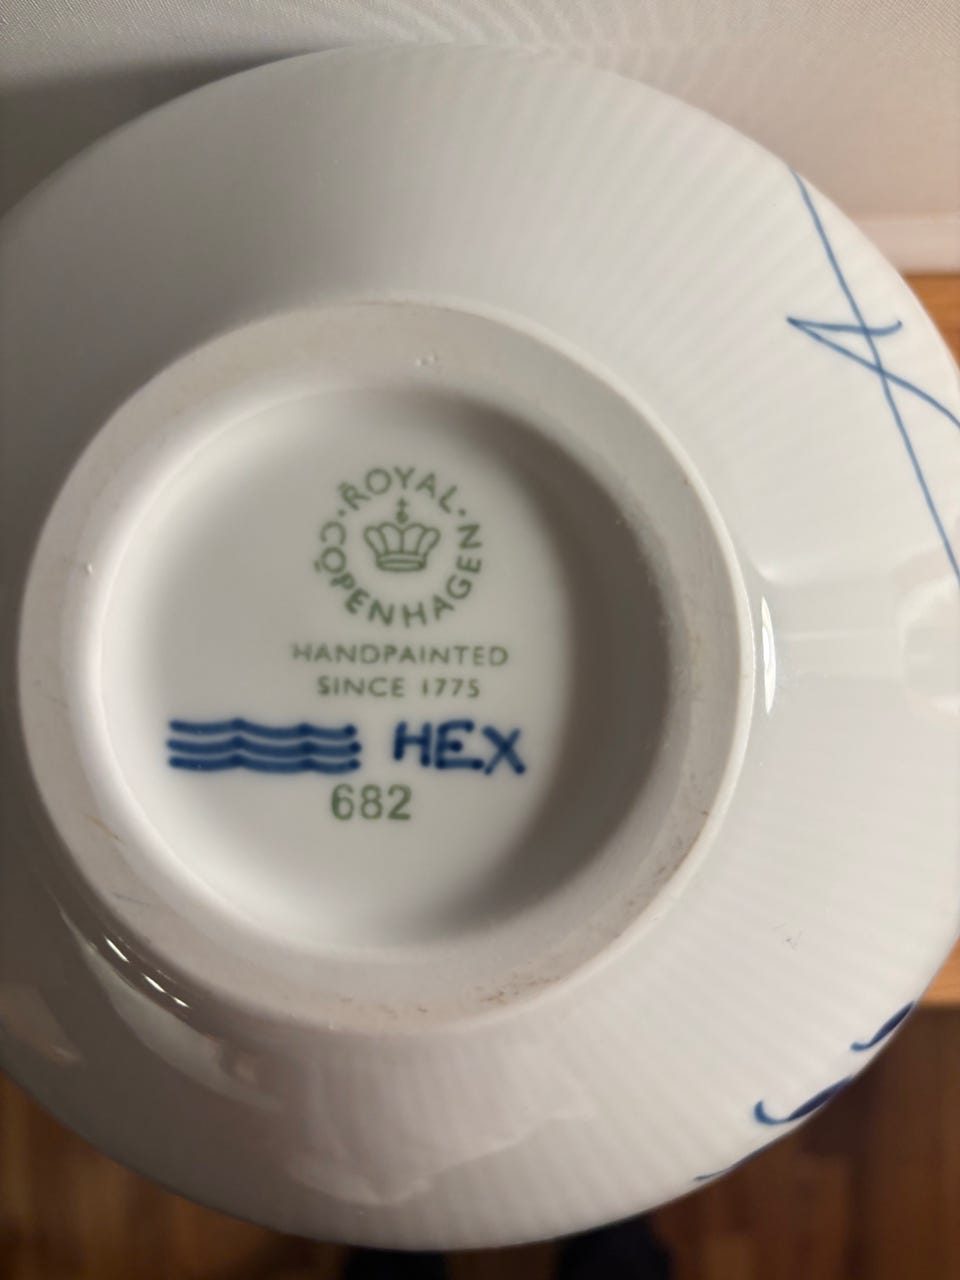 ROYAL
COPENHAGEN
HANDPAINTED
SINCE 1775
HEX
682